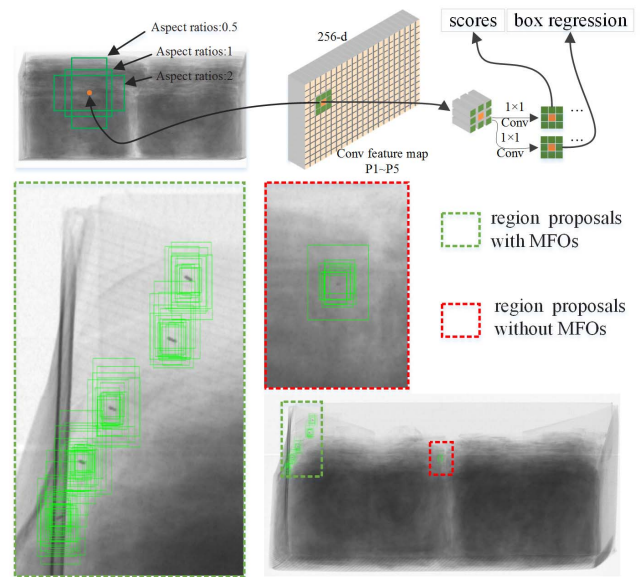 Aspect ratios:0.5
Aspect ratios:1
Aspect ratios:2
256-d
Conv feature map
P1~P5
scores
box regression
1×1
Conv
...
1×1
Conv
...
region proposals
with MFOs
region proposals
without MFOs